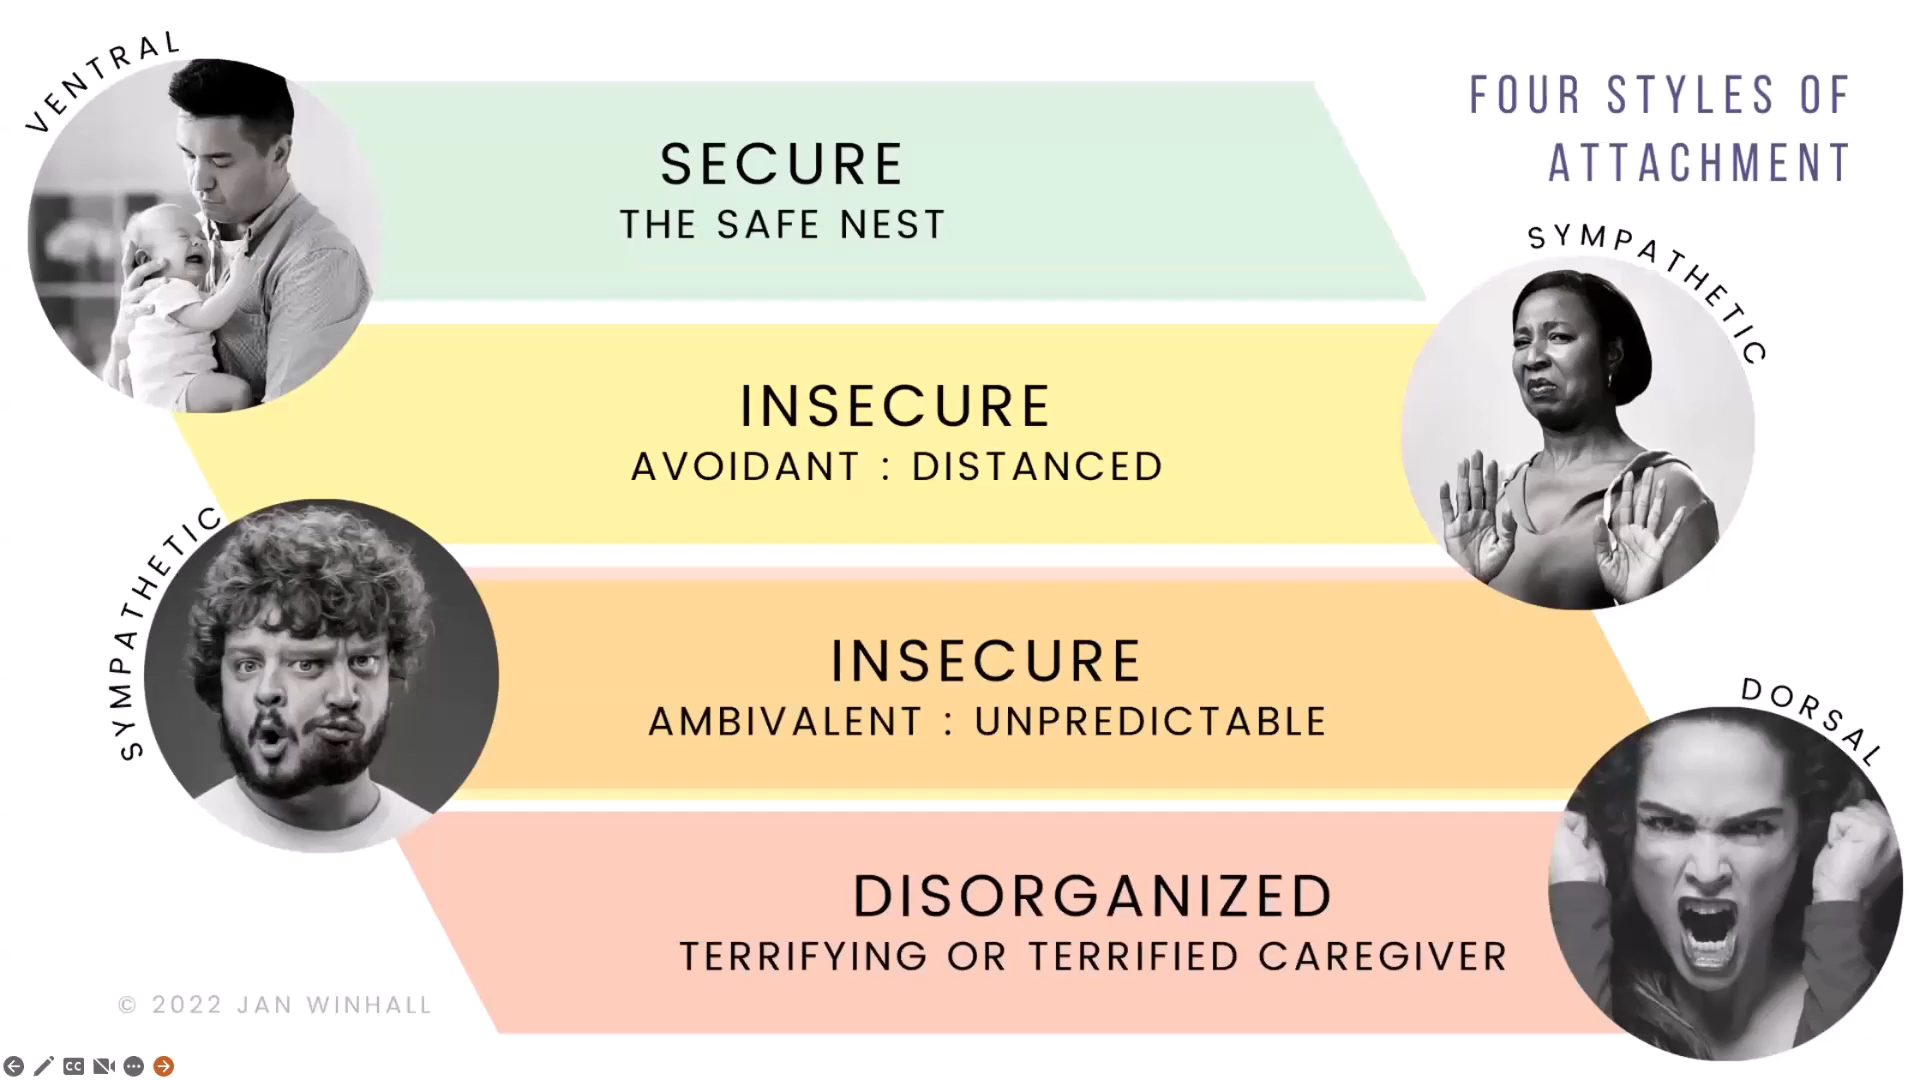 FOUR STYLES OF
ATTACHMENT
VENTRAL
SECURE
THE SAFE NEST
SYMPATHETIC
INSECURE
AVOIDANT : DISTANCED
SYMPATHETIC
INSECURE
AMBIVALENT : UNPREDICTABLE
DORSAL
DISORGANIZED
TERRIFYING OR TERRIFIED CAREGIVER
© 2022 JAN WINHALL
CC